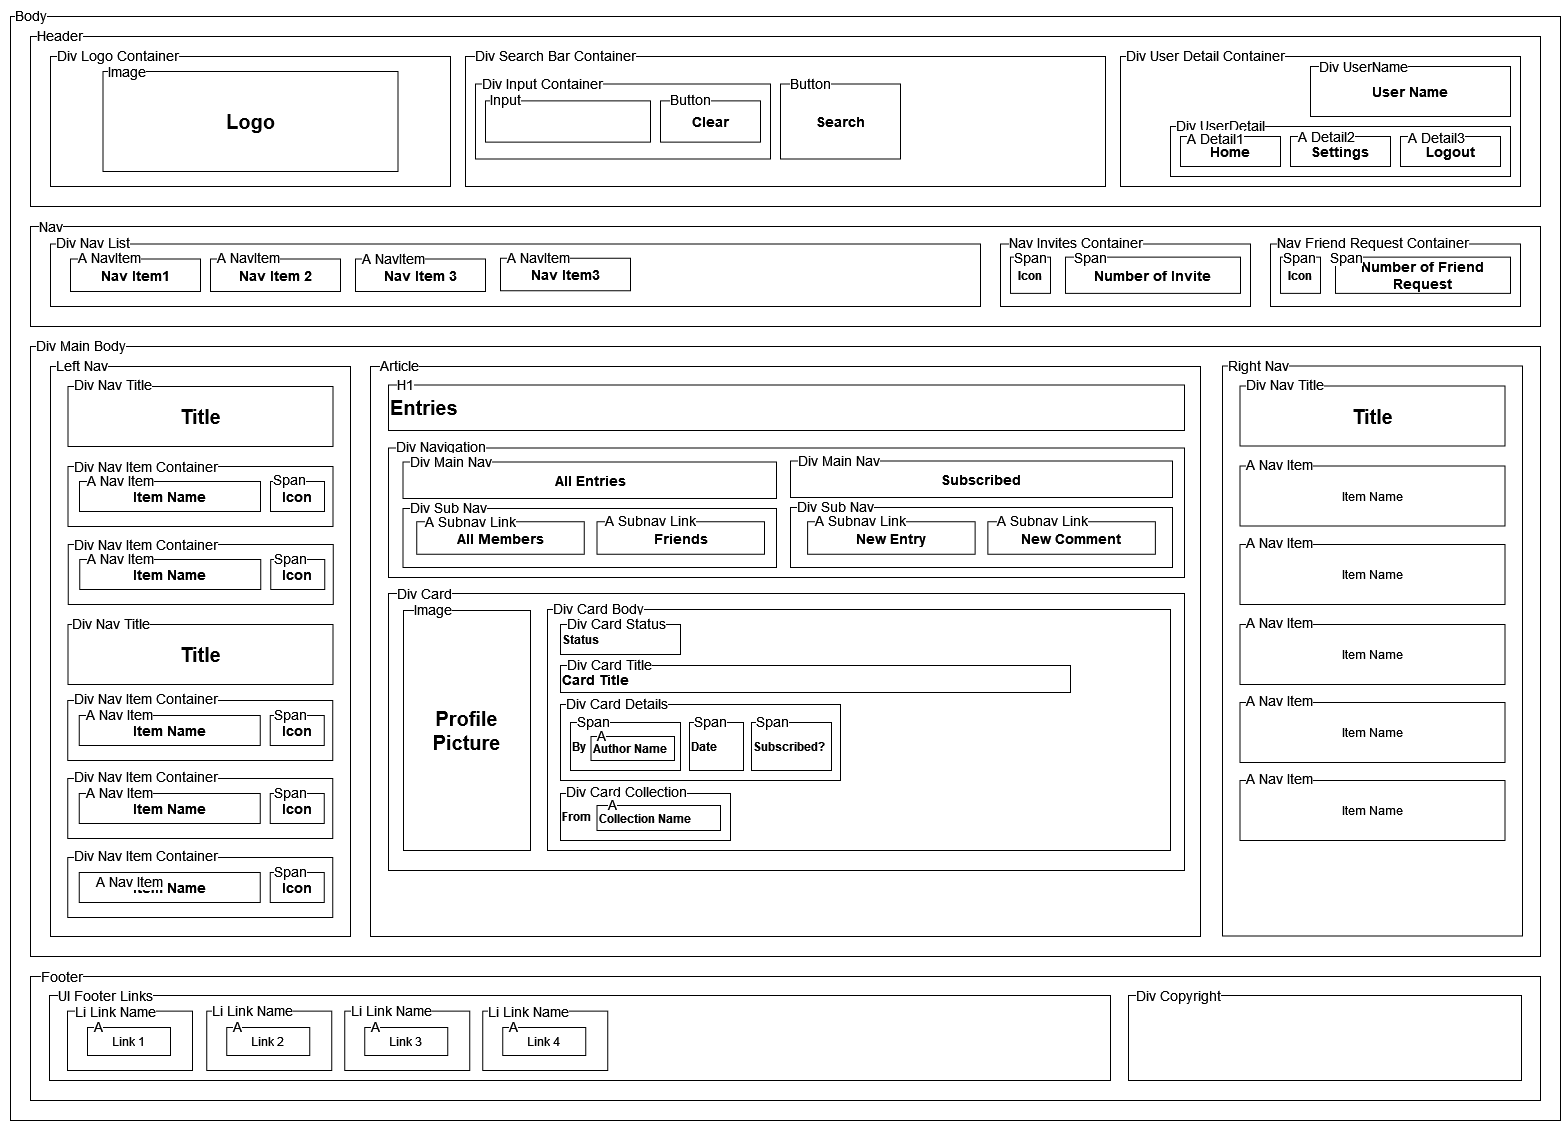 Body
Header
Div Logo Container
Image
Logo
Div Search Bar Container
Div Input Container
Input
Button
Clear
Button
Search
Div User Detail Container
Div UserName
User Name
Div UserDetail
A Detail1
Home
A Detail2
Settings
A Detail3
Logout
Nav
Div Nav List
A NavItem
Nav Item1
A NavItem
Nav Item 2
A NavItem
Nav Item 3
A NavItem
Nav Item3
Nav Invites Container
Span
Icon
Span
Number of Invite
Nav Friend Request Container
Span
Icon
Span
Number of Friend
Request
Div Main Body
Left Nav
Div Nav Title
Title
Div Nav Item Container
A Nav Item
Item Name
Span
Icon
Div Nav Item Container
A Nav Item
Item Name
Span
Icon
Div Nav Title
Title
Div Nav Item Container
A Nav Item
Item Name
Span
Icon
Div Nav Item Container
A Nav Item
Item Name
Span
Icon
Div Nav Item Container
A Nav Item
Item Name
Span
Icon
Article
H1
Entries
Div Navigation
Div Main Nav
All Entries
Div Main Nav
Subscribed
Div Sub Nav
A Subnav Link
All Members
A Subnav Link
Friends
Div Sub Nav
A Subnav Link
New Entry
A Subnav Link
New Comment
Div Card
Image
Profile
Picture
Div Card Body
Div Card Status
Status
Div Card Title
Card Title
Div Card Details
Span
By
A
Author Name
Span
Date
Span
Subscribed?
Div Card Collection
From
A
Collection Name
Right Nav
Div Nav Title
Title
A Nav Item
Item Name
A Nav Item
Item Name
A Nav Item
Item Name
A Nav Item
Item Name
A Nav Item
Item Name
Footer
Ul Footer Links
Li Link Name
A
Link 1
Li Link Name
A
Link 2
Li Link Name
A
Link 3
Li Link Name
A
Link 4
Div Copyright